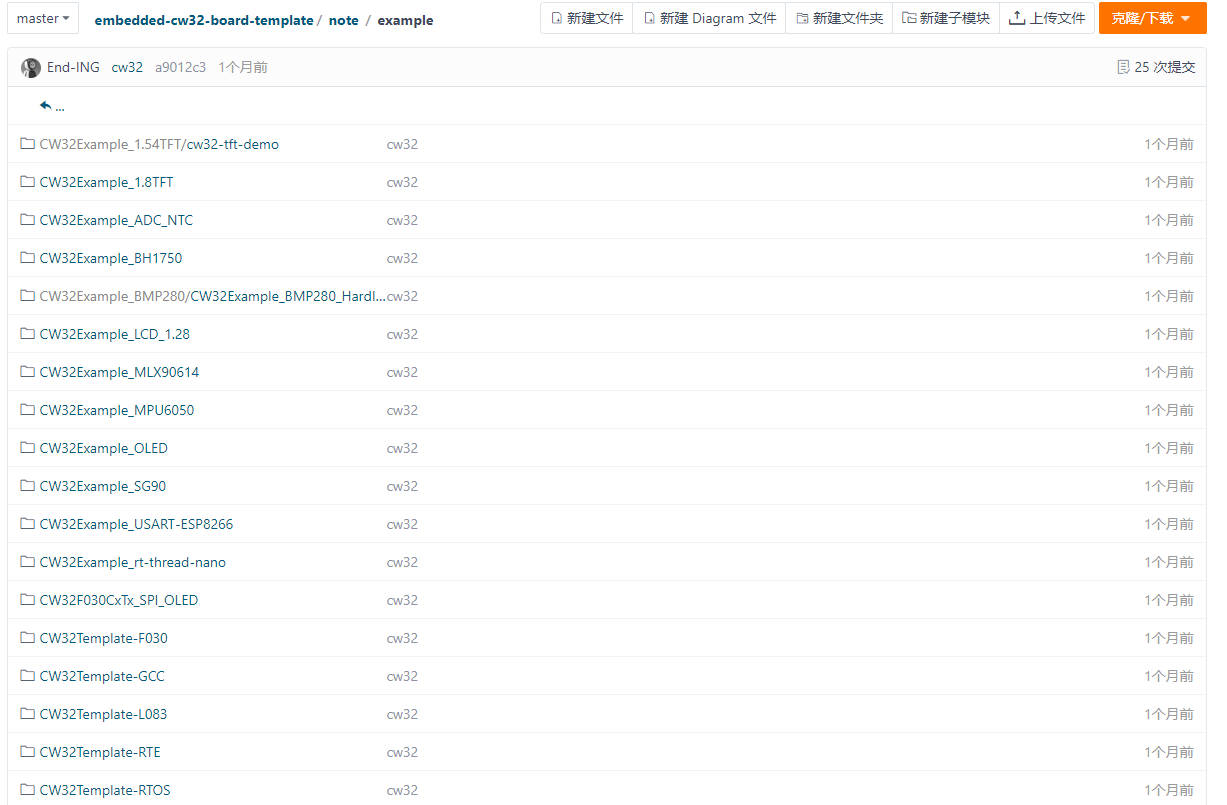 master embedded-cw32-board-template / note / example 新建文件 新建 Diagram 文件 新建文件夹 新建子模块 上传文件 克隆/下载
End-ING cw32 a9012c3 1个月前 25 次提交
...
CW32Example_1.54TFT/cw32-tft-demo cw32 1个月前
CW32Example_1.8TFT cw32 1个月前
CW32Example_ADC_NTC cw32 1个月前
CW32Example_BH1750 cw32 1个月前
CW32Example_BMP280/CW32Example_BMP280_HardI... cw32 1个月前
CW32Example_LCD_1.28 cw32 1个月前
CW32Example_MLX90614 cw32 1个月前
CW32Example_MPU6050 cw32 1个月前
CW32Example_OLED cw32 1个月前
CW32Example_SG90 cw32 1个月前
CW32Example_USART-ESP8266 cw32 1个月前
CW32Example_rt-thread-nano cw32 1个月前
CW32F030CxTx_SPI_OLED cw32 1个月前
CW32Template-F030 cw32 1个月前
CW32Template-GCC cw32 1个月前
CW32Template-L083 cw32 1个月前
CW32Template-RTE cw32 1个月前
CW32Template-RTOS cw32 1个月前